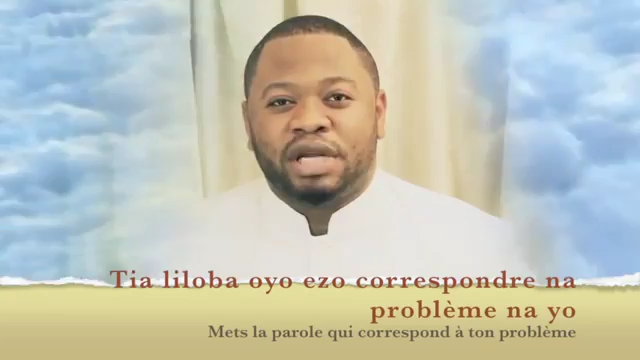 Tia liloba oyo ezo correspondre na
problème na yo
Mets la parole qui correspond à ton problème